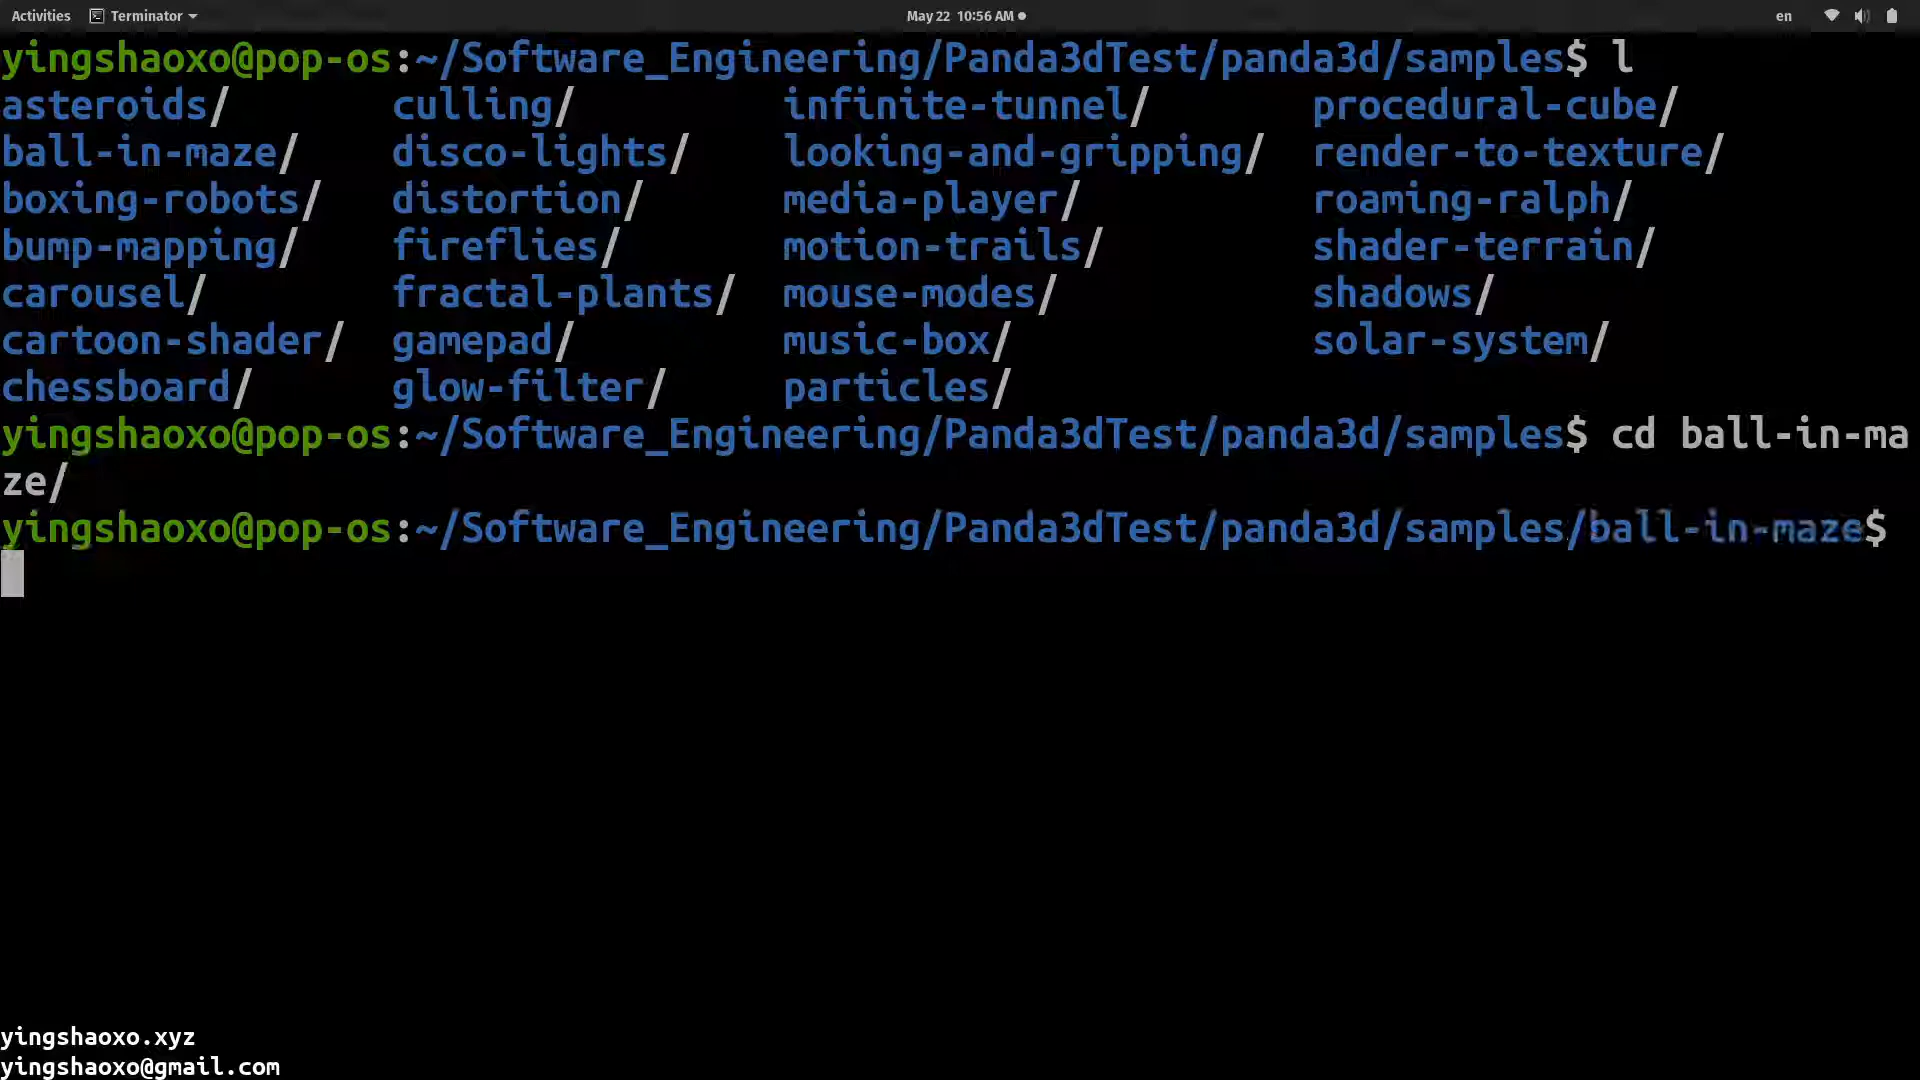 Activities Terminator May 22 10:56 AM en
yingshaoxo@pop-os:~/Software_Engineering/Panda3dTest/panda3d/samples$ l
asteroids/ culling/ infinite-tunnel/ procedural-cube/
ball-in-maze/ disco-lights/ looking-and-gripping/ render-to-texture/
boxing-robots/ distortion/ media-player/ roaming-ralph/
bump-mapping/ fireflies/ motion-trails/ shader-terrain/
carousel/ fractal-plants/ mouse-modes/ shadows/
cartoon-shader/ gamepad/ music-box/ solar-system/
chessboard/ glow-filter/ particles/
yingshaoxo@pop-os:~/Software_Engineering/Panda3dTest/panda3d/samples$ cd ball-in-ma
ze/
yingshaoxo@pop-os:~/Software_Engineering/Panda3dTest/panda3d/samples/ball-in-maze$
yingshaoxo.xyz
yingshaoxo@gmail.com